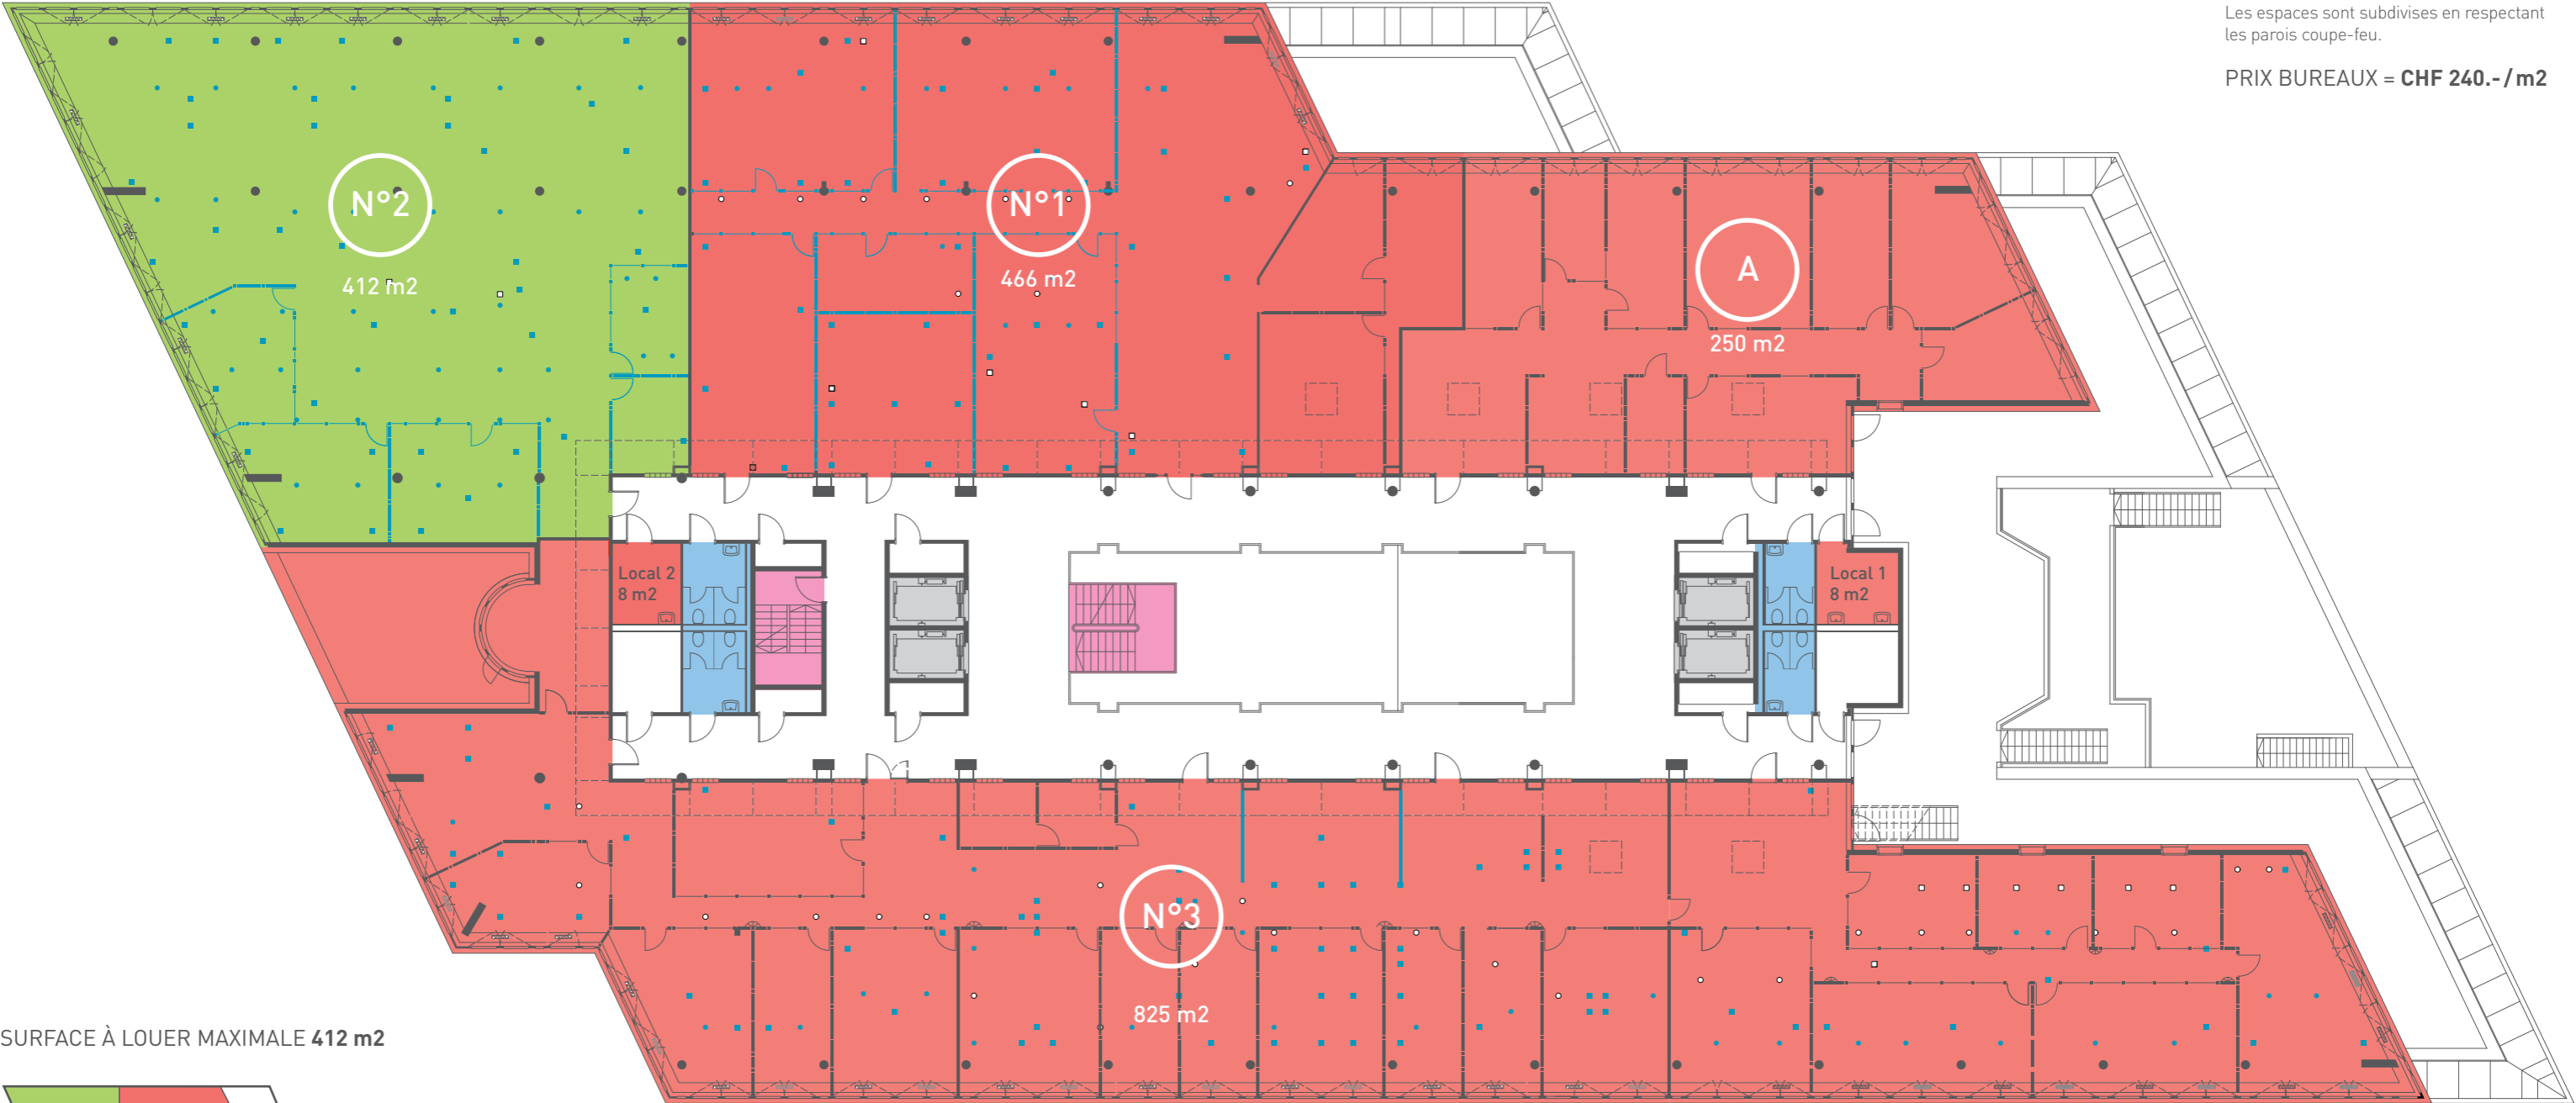 Les espaces sont subdivises en respectant
les parois coupe-feu.
PRIX BUREAUX = CHF 240.-/m2
N°2
412 m2
N°1
466 m2
A
250 m2
Local 2
8 m2
Local 1
8 m2
N°3
825 m2
SURFACE À LOUER MAXIMALE 412 m2